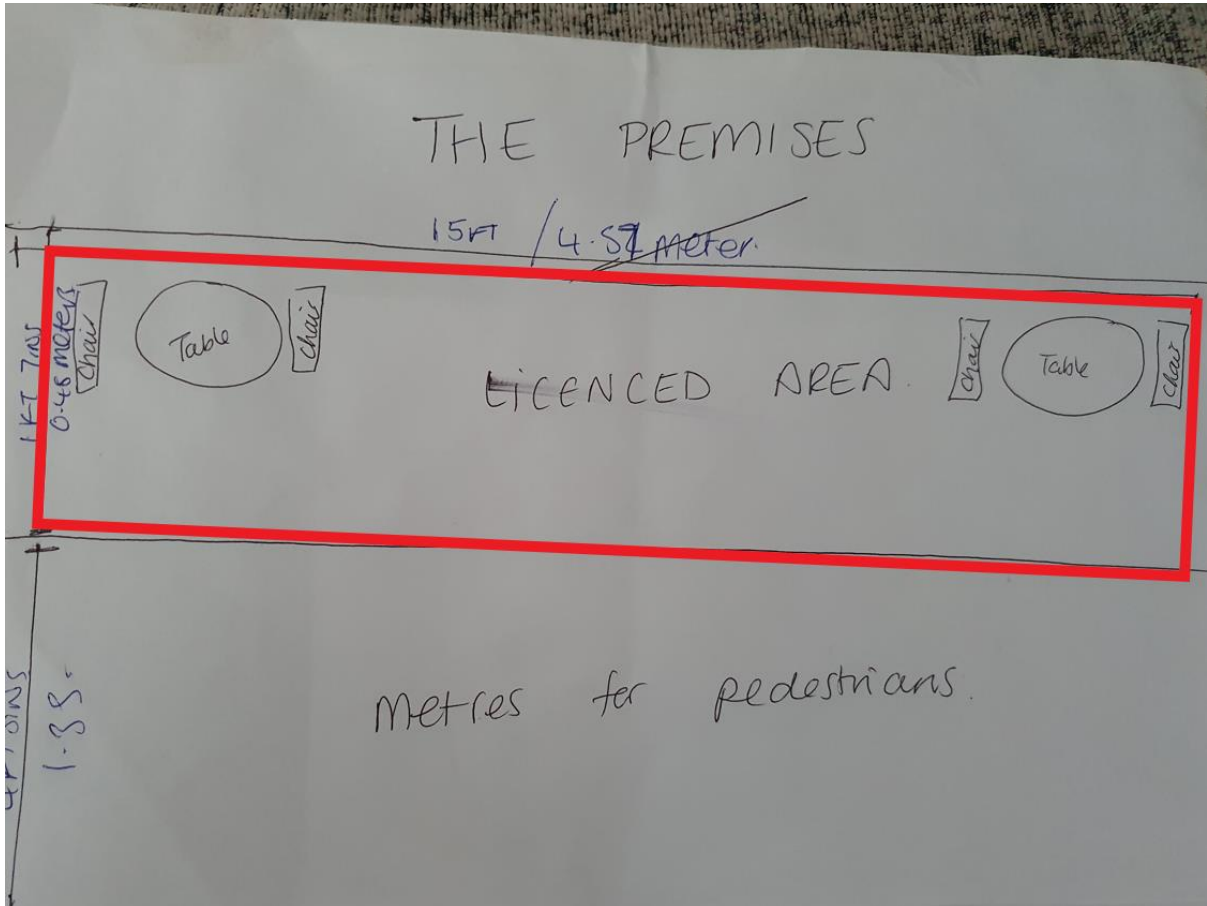 THE PREMISES
15FT / 4.57 meter.
1FT 7INS
0.48 meters
Chair
Table
Chair
LICENCED AREA.
Chair
Table
Chair
1.38.
metres for pedestrians.